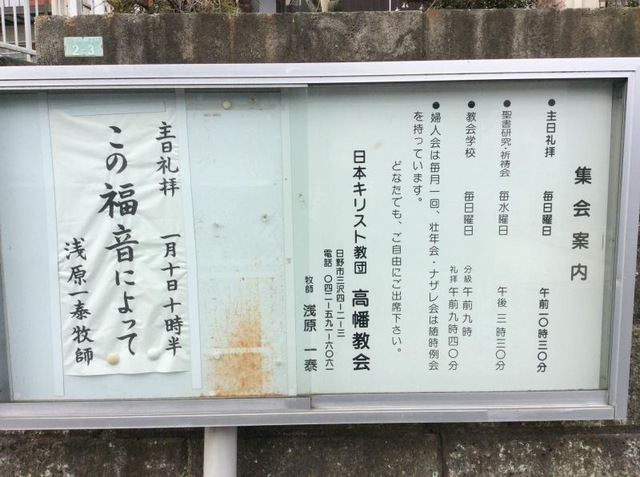 2-3
集会案内
●主日礼拝　毎日曜日　午前一〇時三〇分
●聖書研究・祈祷会　毎水曜日　午後三時三〇分
●教会学校　毎日曜日　分級 午前九時
礼拝 午前九時四〇分
●婦人会は毎月一回、壮年会・ナザレ会は随時例会
を持っています。
どなたでも、ご自由にご出席下さい。
日本キリスト教団 高幡教会
日野市三沢四-二-三
電話 〇四二-五九一-六〇六一
牧師 浅原一泰
主日礼拝 一月十日十時半
この福音によって
浅原一泰牧師